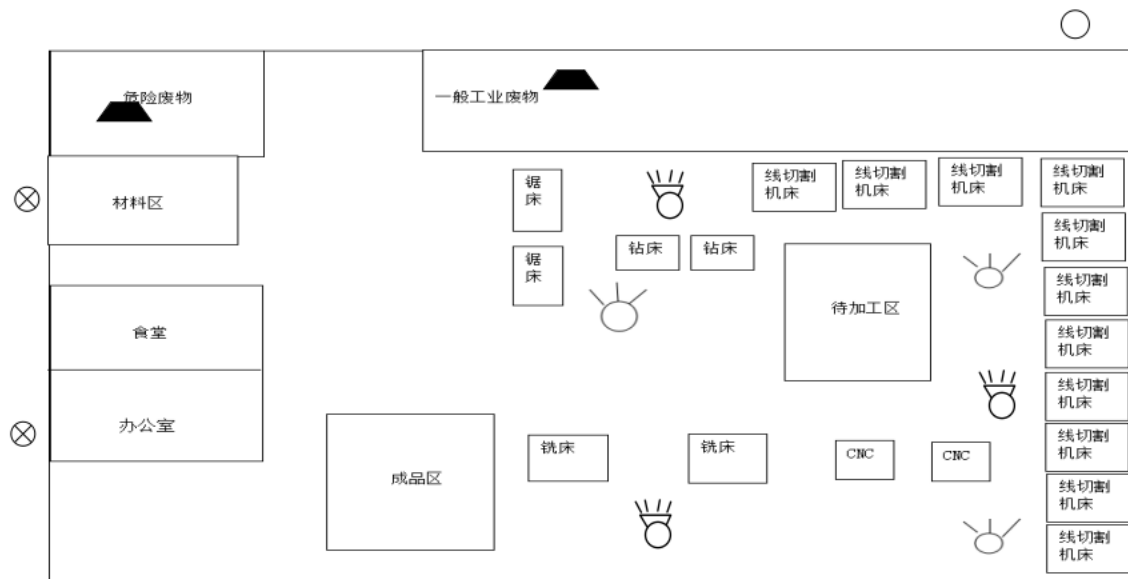 危险废物
一般工业废物
材料区
锯
床
线切割
机床
线切割
机床
线切割
机床
线切割
机床
线切割
机床
钻床
钻床
锯
床
线切割
机床
待加工区
食堂
线切割
机床
线切割
机床
办公室
成品区
铣床
铣床
CNC
CNC
线切割
机床
线切割
机床
线切割
机床